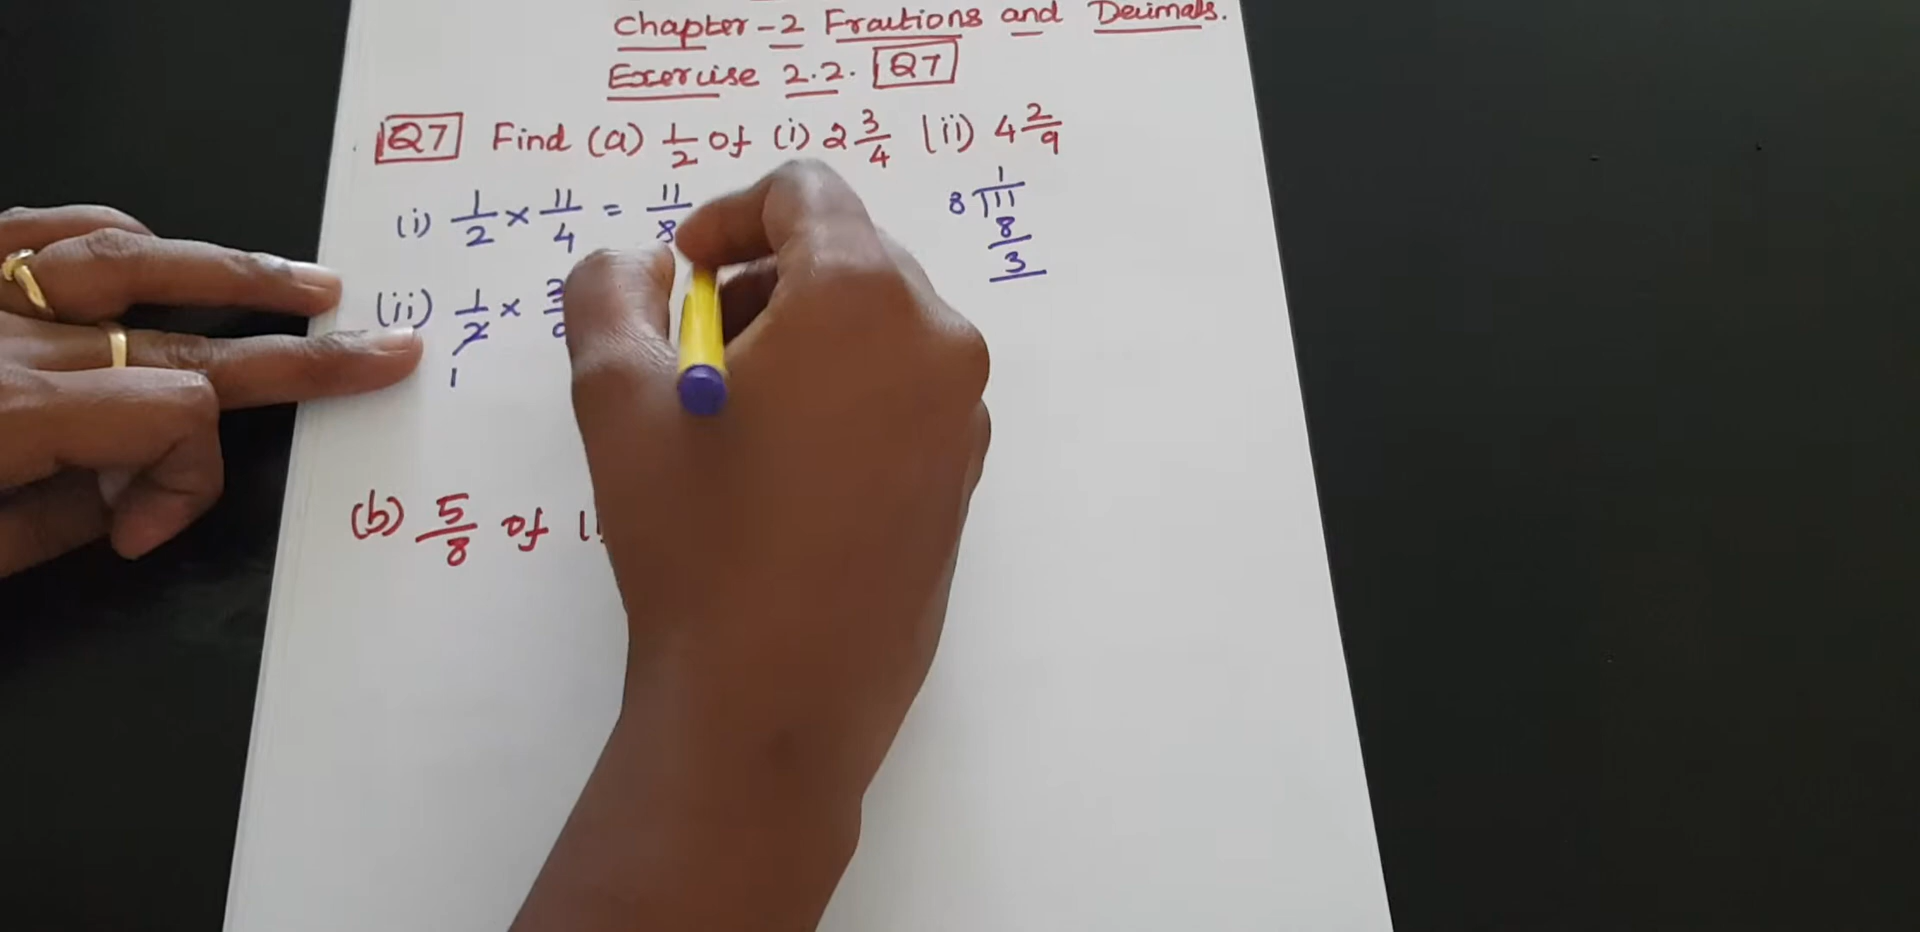 Chapter-2 Fractions and Decimals.
Exercise 2.2. Q7
Q7 Find (a) 1/2 of (i) 2 3/4 (ii) 4 2/9
(i) 1/2 × 11/4 = 11/8
1
8 11
8
3
(ii) 1/2 ×
1
(b) 5/8 of